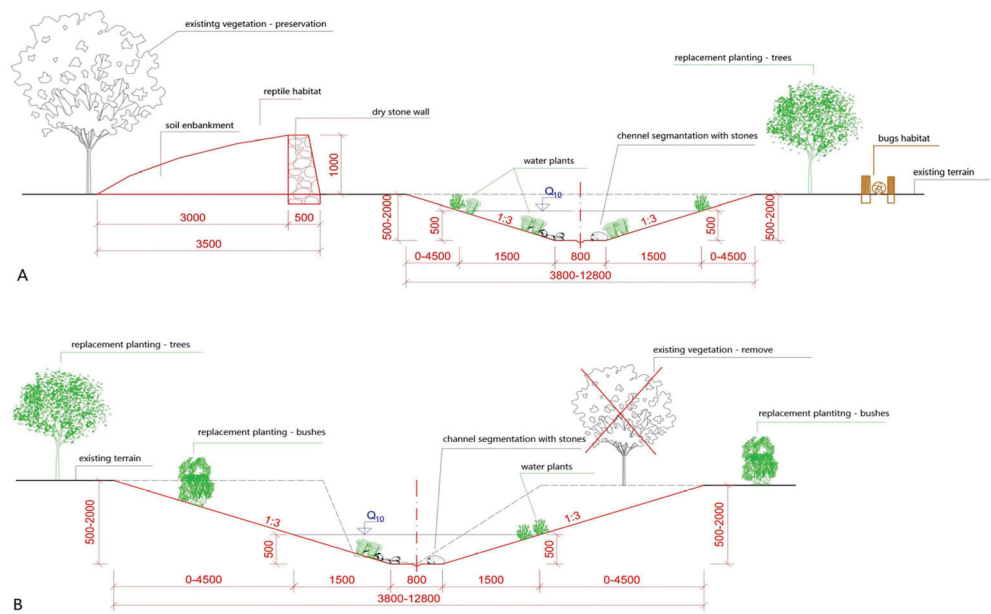 existintg vegetation - preservation
replacement planting - trees
reptile habitat
dry stone wall
soil enbankment
chennel segmantation with stones
bugs habitat
water plants
existing terrain
Q10
1000
1:3
1:3
500-2000
500
500
500-2000
3000
500
3500
0-4500
1500
800
1500
0-4500
3800-12800
A
replacement planting - trees
existing vegetation - remove
replacement plantitng - bushes
replacement planting - bushes
channel segmentation with stones
existing terrain
water plants
Q10
1:3
1:3
500-2000
500
500
500-2000
0-4500
1500
800
1500
0-4500
3800-12800
B